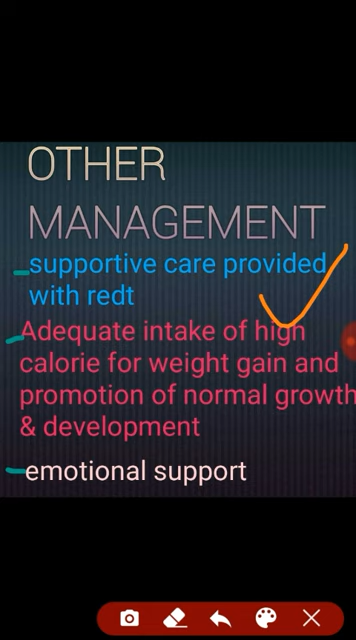 OTHER
MANAGEMENT
supportive care provided
with redt
Adequate intake of high
calorie for weight gain and
promotion of normal growth
& development
emotional support